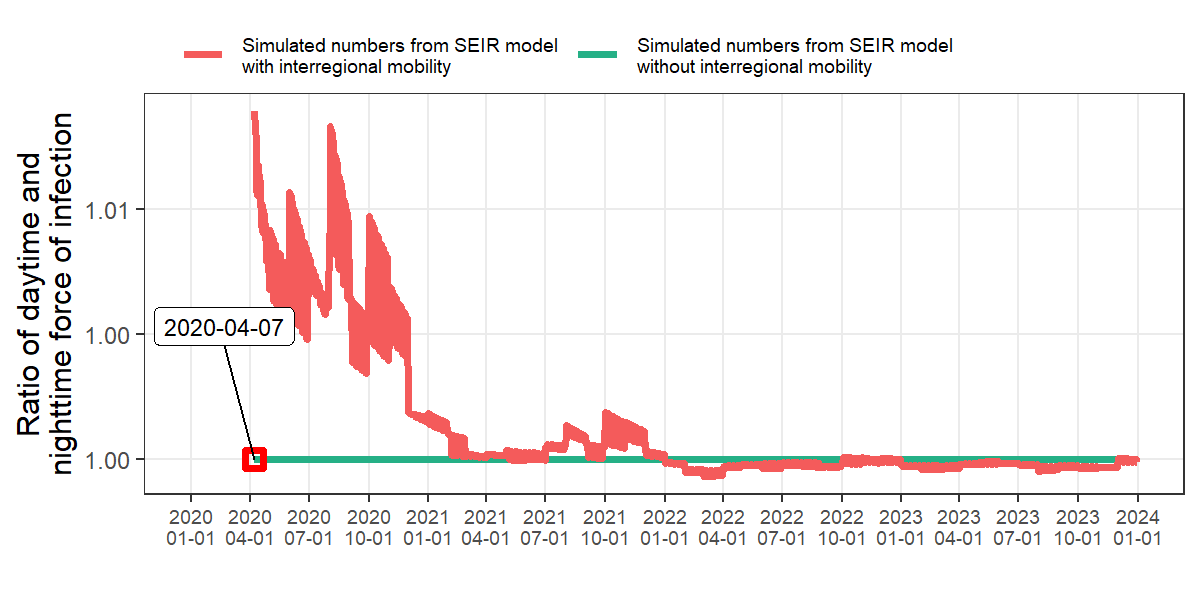 Simulated numbers from SEIR model
with interregional mobility
Simulated numbers from SEIR model
without interregional mobility
Ratio of daytime and
nighttime force of infection
1.01
1.00
1.00
2020-04-07
2020 2020 2020 2020 2021 2021 2021 2021 2022 2022 2022 2022 2023 2023 2023 2023 2024
01-01 04-01 07-01 10-01 01-01 04-01 07-01 10-01 01-01 04-01 07-01 10-01 01-01 04-01 07-01 10-01 01-01